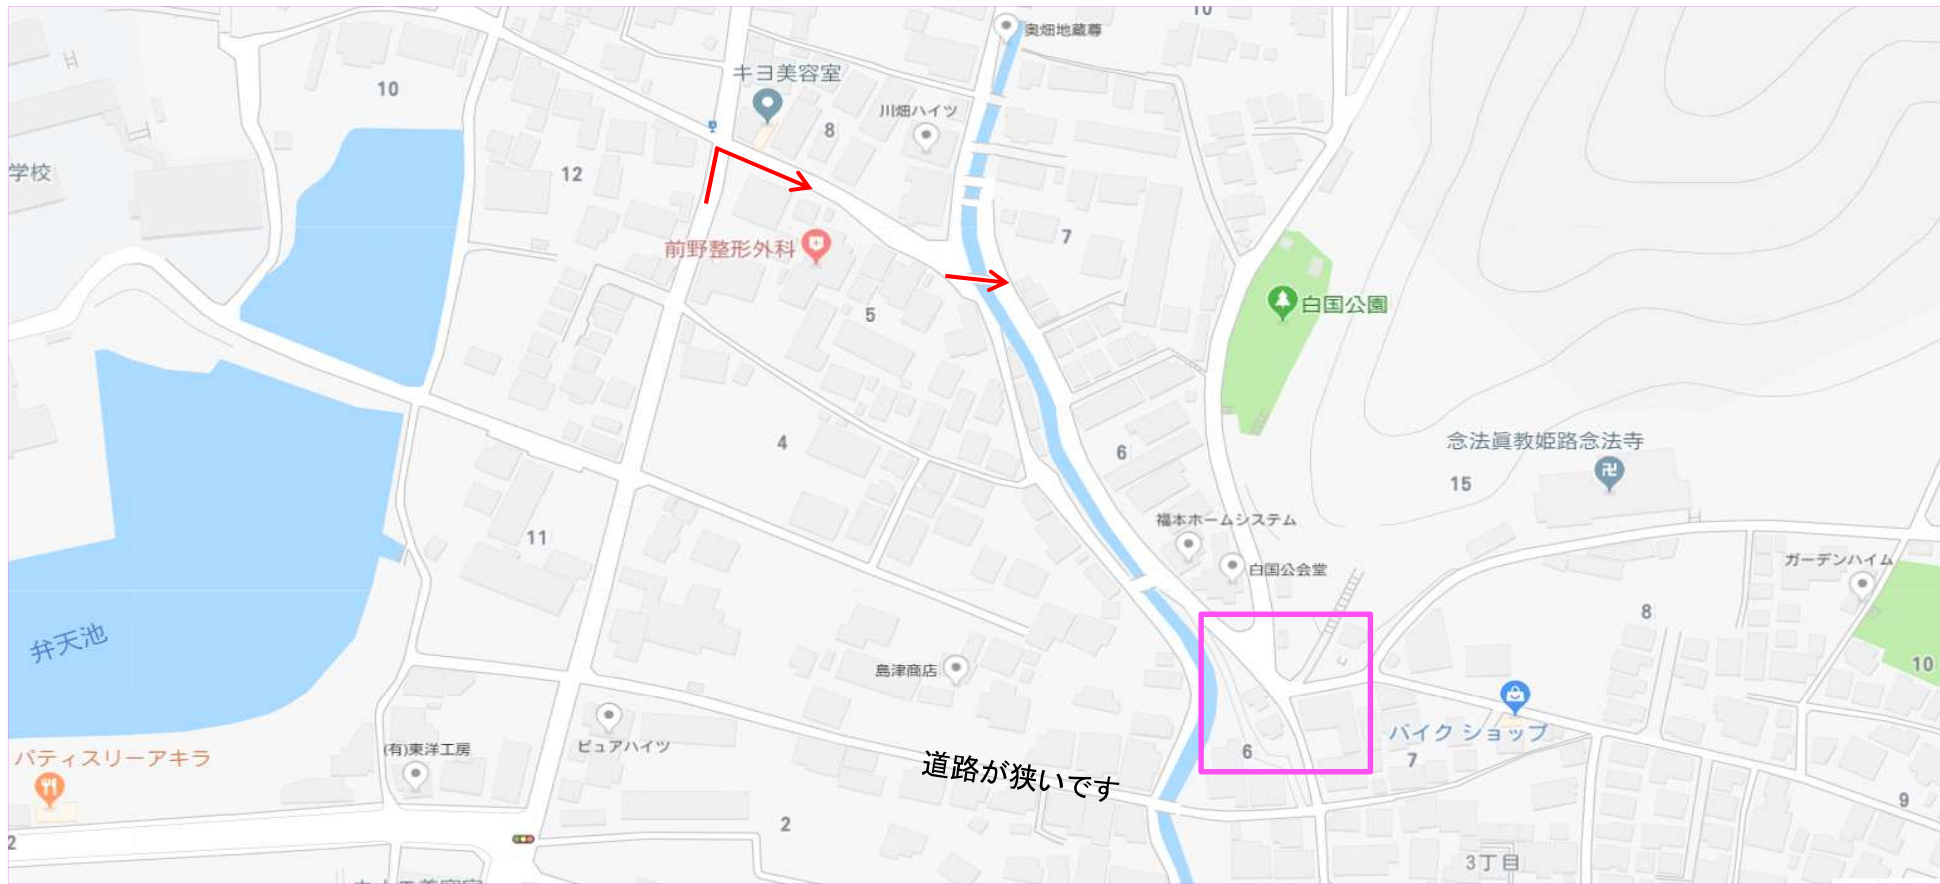 10
奥畑地蔵尊
キヨ美容室
10
川畑ハイツ
8
学校
12
7
前野整形外科
白国公園
5
4
6
念法眞教姫路念法寺
15
福本ホームシステム
11
白国公会堂
ガーデンハイム
8
弁天池
島津商店
10
(有)東洋工房
ピュアハイツ
バイク ショップ
パティスリーアキラ
道路が狭いです
6
7
9
2
2
3丁目